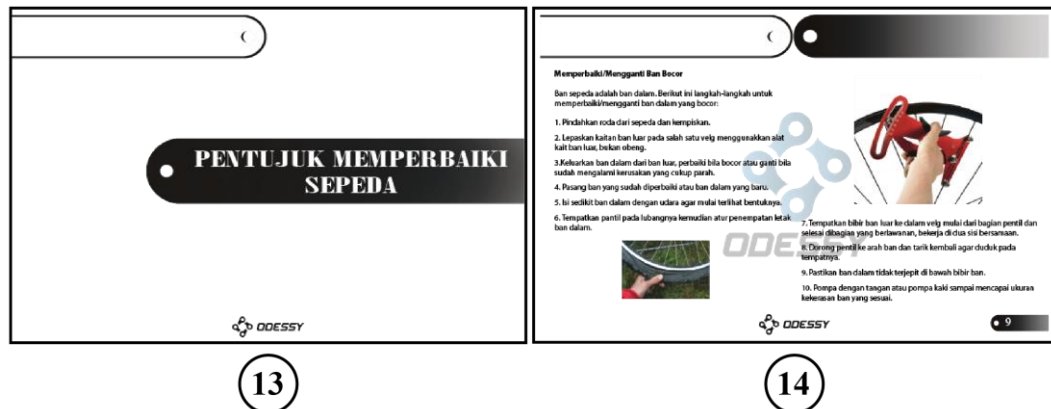 PENTUJUK MEMPERBAIKI
SEPEDA
ODESSY
13
Memperbaiki/Mengganti Ban Bocor
Ban sepeda adalah ban dalam. Berikut ini langkah-langkah untuk
memperbaiki/mengganti ban dalam yang bocor:
1. Pindahkan roda dari sepeda dan kempiskan.
2. Lepaskan kaitan ban luar pada salah satu velg menggunakkan alat
kait ban luar, bukan obeng.
3.Keluarkan ban dalam dari ban luar, perbaiki bila bocor atau ganti bila
sudah mengalami kerusakan yang cukup parah.
4. Pasang ban yang sudah diperbaiki atau ban dalam yang baru.
5. Isi sedikit ban dalam dengan udara agar mulai terlihat bentuknya.
6. Tempatkan pantil pada lubangnya kemudian atur penempatan letak
ban dalam.
7. Tempatkan bibir ban luar ke dalam velg mulai dari bagian pentil dan
selesai dibagian yang berlawanan, bekerja di dua sisi bersamaan.
8. Dorong pentil ke arah ban dan tarik kembali agar duduk pada
tempatnya.
9. Pastikan ban dalam tidak terjepit di bawah bibir ban.
10. Pompa dengan tangan atau pompa kaki sampai mencapai ukuran
kekerasan ban yang sesuai.
ODESSY
ODESSY
9
14